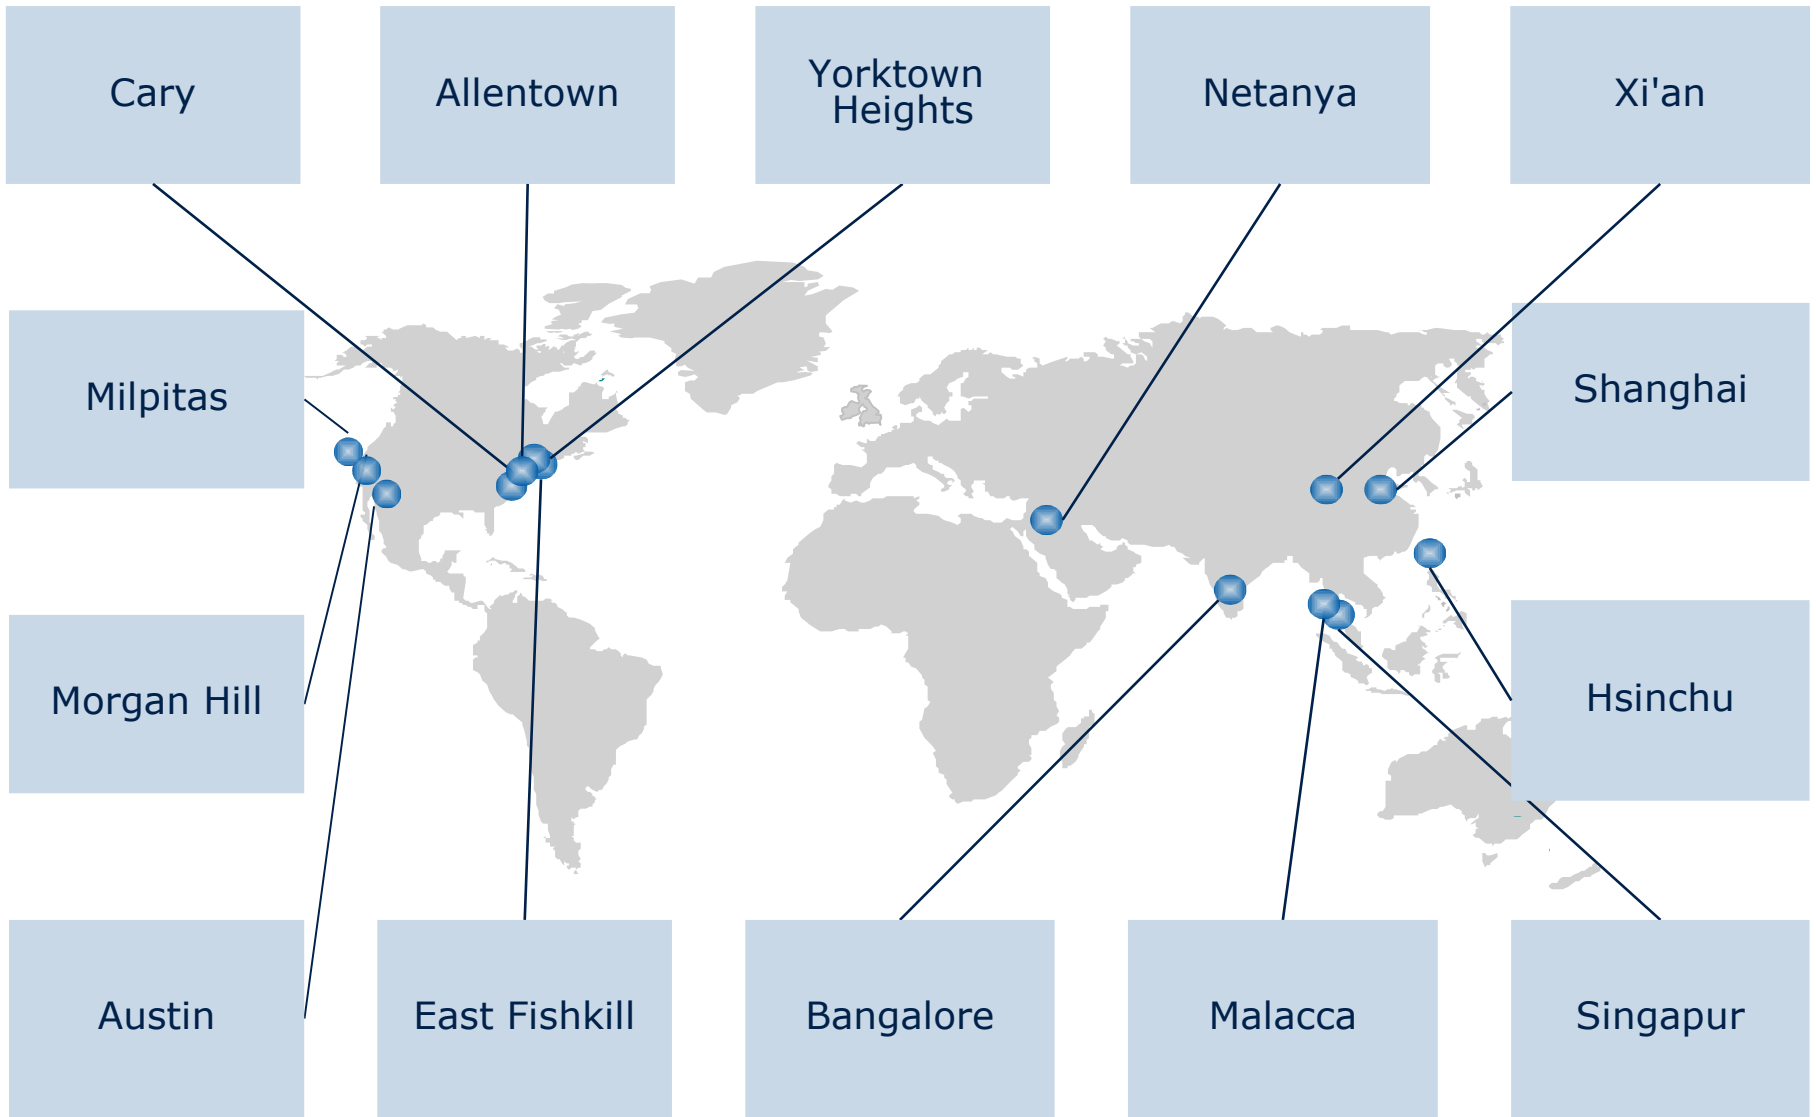 Cary
Allentown
Yorktown
Heights
Netanya
Xi'an
Milpitas
Shanghai
Morgan Hill
Hsinchu
Austin
East Fishkill
Bangalore
Malacca
Singapur